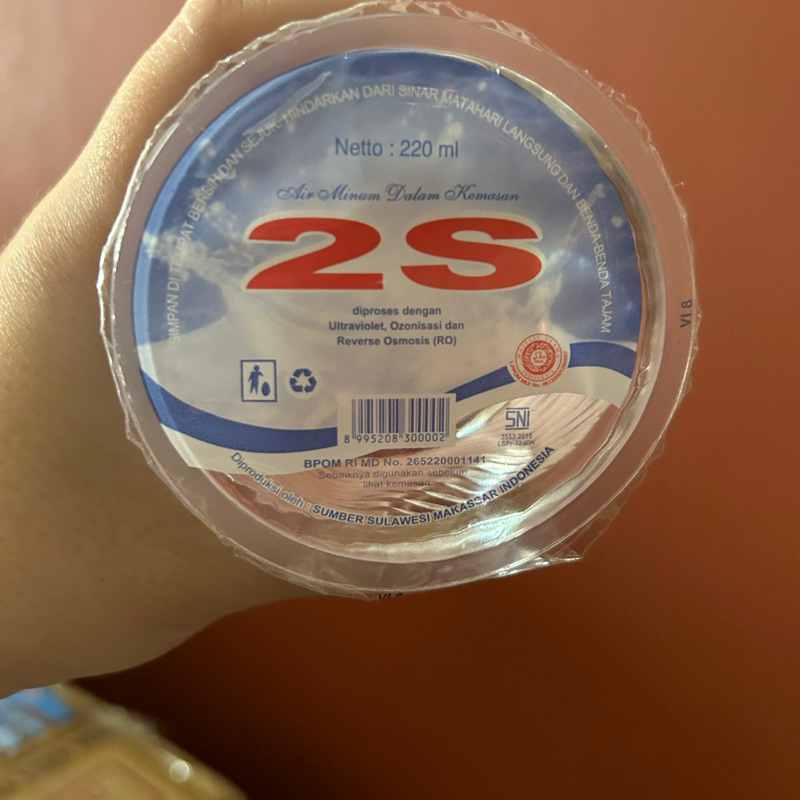 SIMPAN DI TEMPAT BERSIH DAN SEJUK, HINDARKAN DARI SINAR MATAHARI LANGSUNG DAN BENDA-BENDA TAJAM
Netto : 220 ml
Air Minum Dalam Kemasan
2S
diproses dengan
Ultraviolet, Ozonisasi dan
Reverse Osmosis (RO)
8 995208 300002
SNI
3553:2015
BPOM RI MD No. 265220001141
Sebaiknya digunakan sebelum
lihat kemasan
Diproduksi oleh : SUMBER SULAWESI MAKASSAR INDONESIA
VI 8
VI 8